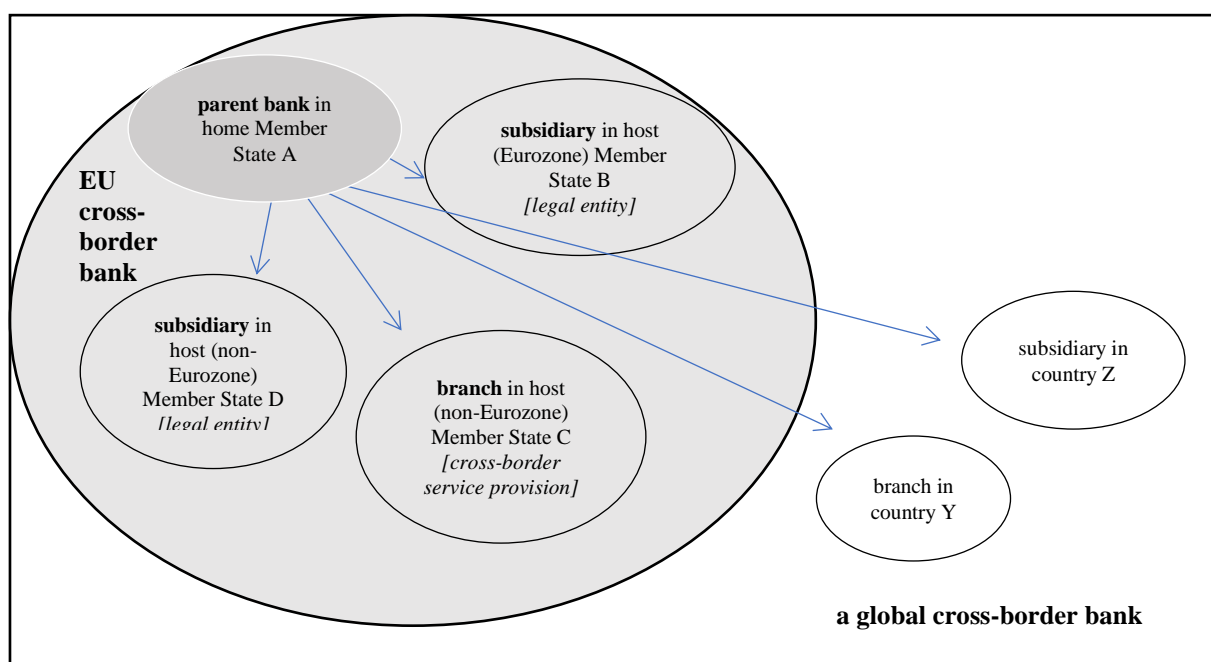 parent bank in
home Member
State A
subsidiary in host
(Eurozone) Member
State B
[legal entity]
EU
cross-
border
bank
subsidiary in
host (non-
Eurozone)
Member State D
[legal entity]
branch in host
(non-Eurozone)
Member State C
[cross-border
service provision]
subsidiary in
country Z
branch in
country Y
a global cross-border bank